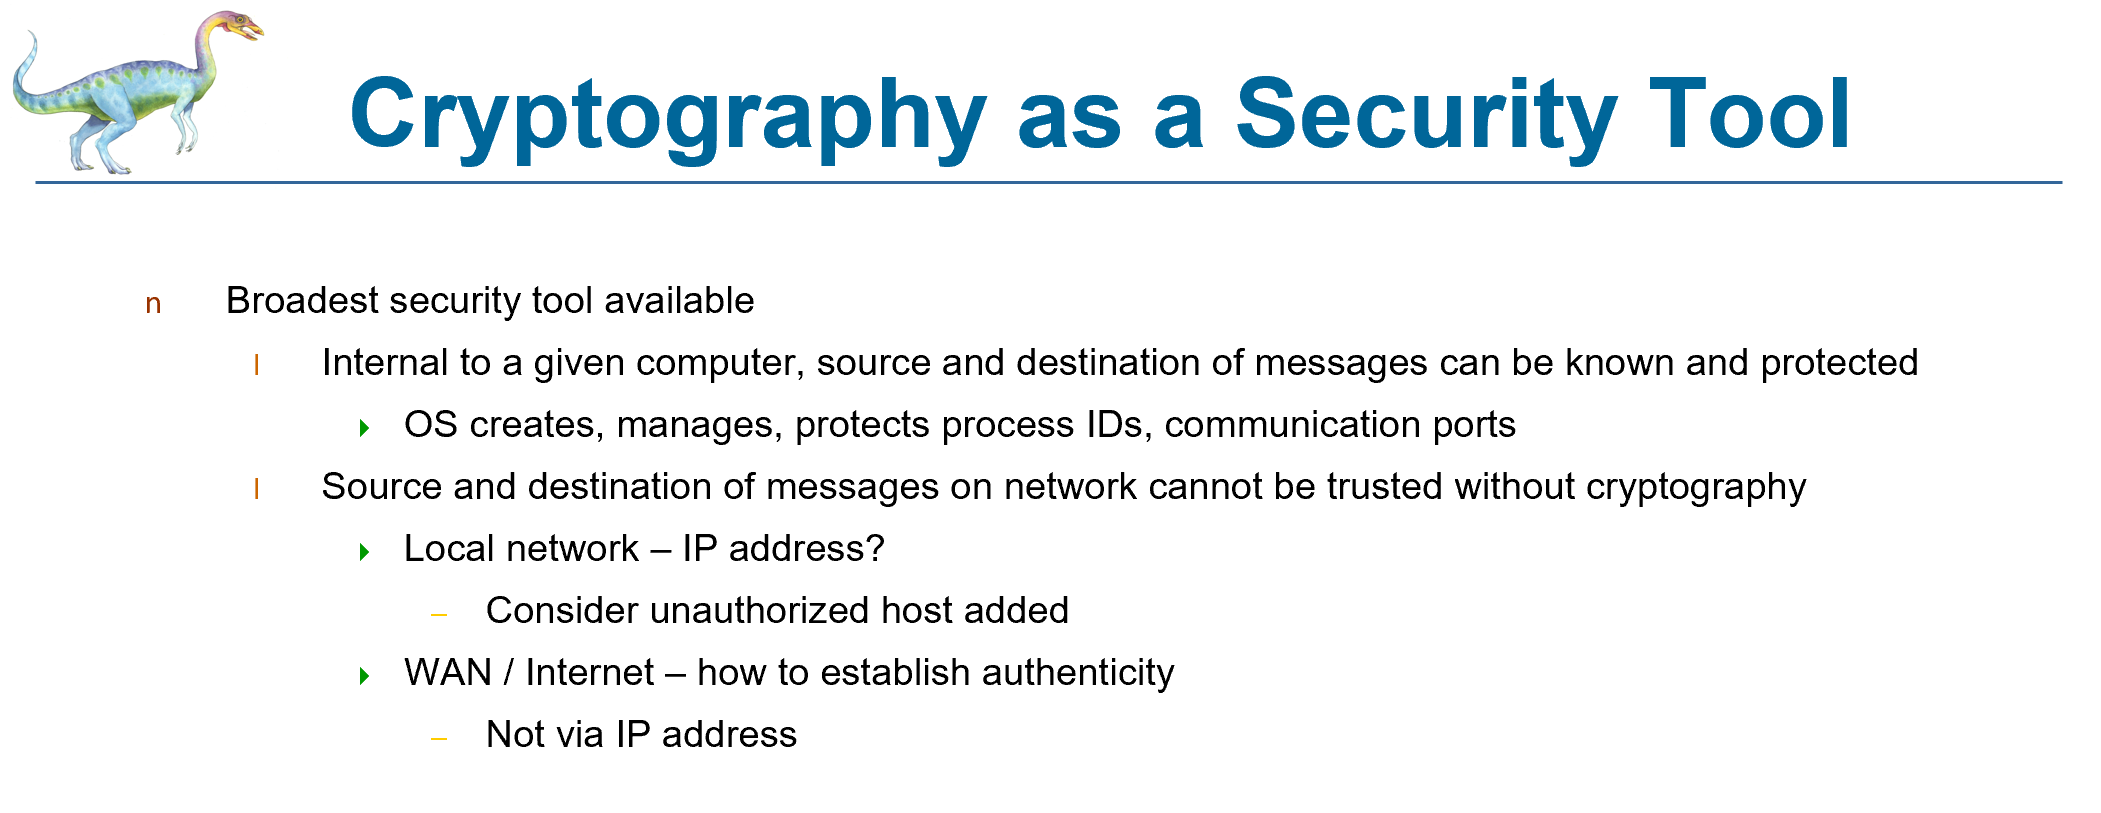 Cryptography as a Security Tool
n Broadest security tool available
l Internal to a given computer, source and destination of messages can be known and protected
OS creates, manages, protects process IDs, communication ports
l Source and destination of messages on network cannot be trusted without cryptography
Local network – IP address?
– Consider unauthorized host added
WAN / Internet – how to establish authenticity
– Not via IP address